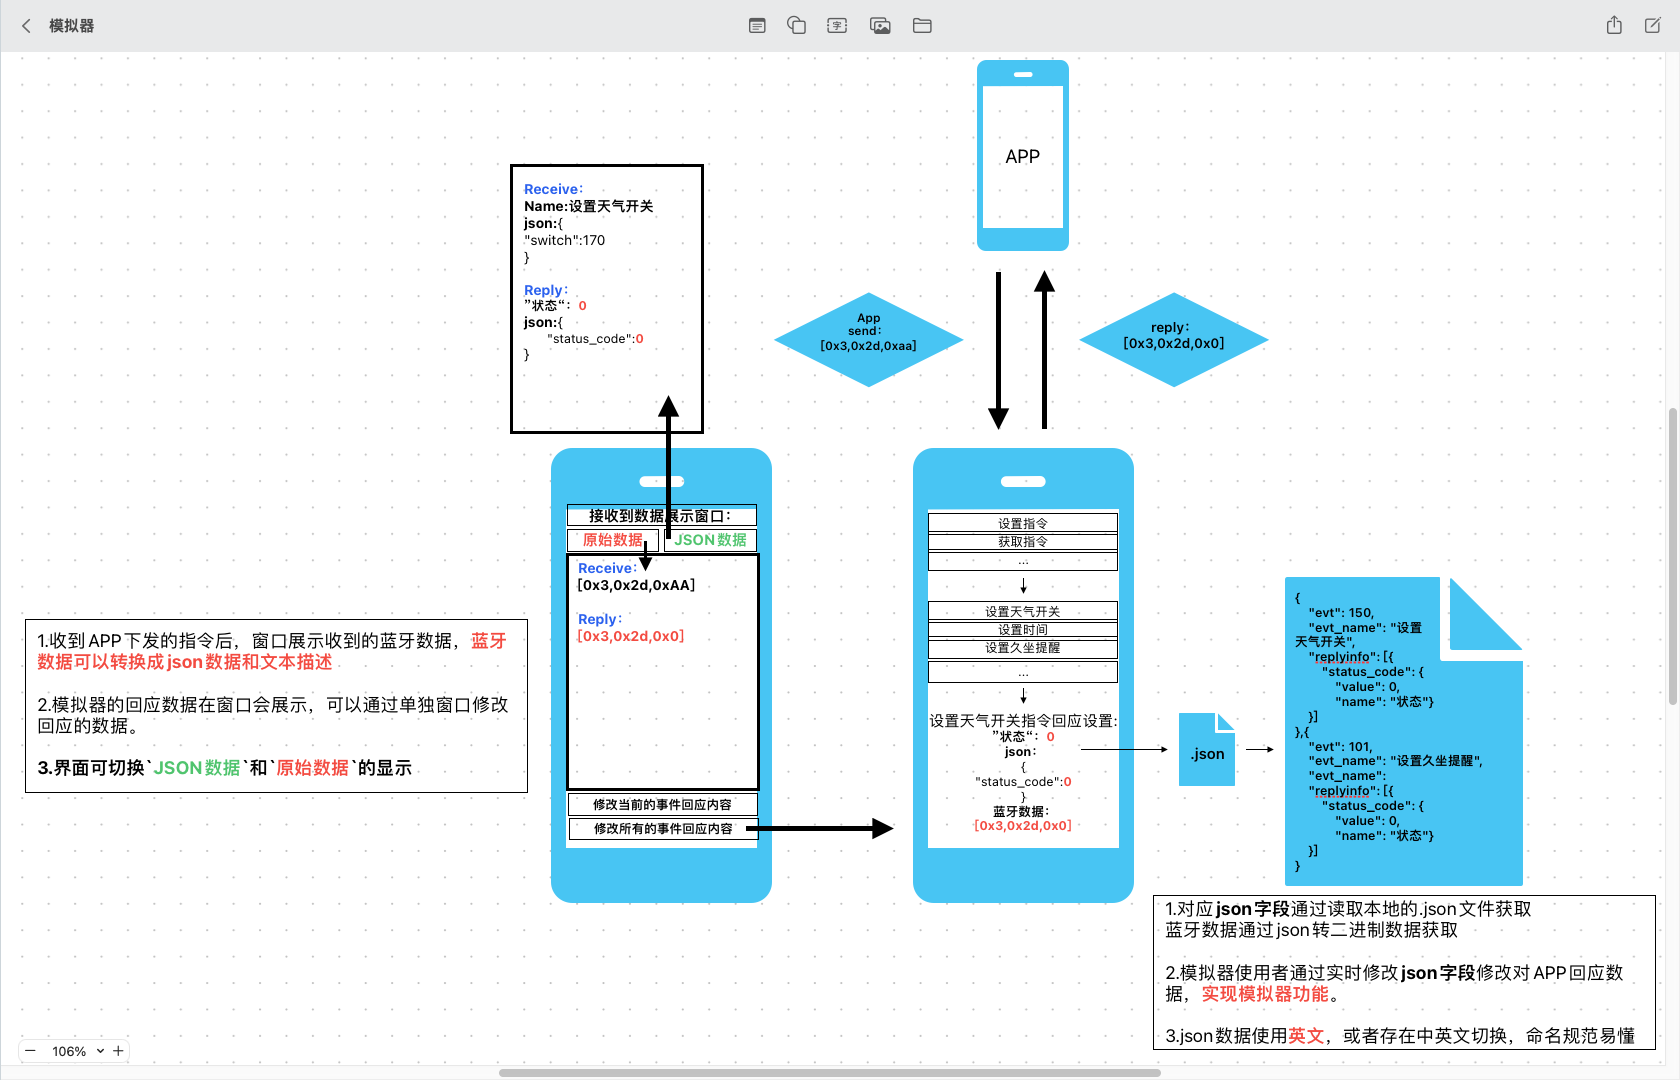 模拟器
字
APP
Receive：
Name:设置天气开关
json:{
"switch":170
}
Reply：
”状态“：0
json:{
"status_code":0
}
App
send：
[0x3,0x2d,0xaa]
reply：
[0x3,0x2d,0x0]
接收到数据展示窗口：
原始数据
JSON数据
Receive：
[0x3,0x2d,0xAA]
Reply：
[0x3,0x2d,0x0]
修改当前的事件回应内容
修改所有的事件回应内容
1.收到APP下发的指令后，窗口展示收到的蓝牙数据，蓝牙
数据可以转换成json数据和文本描述
2.模拟器的回应数据在窗口会展示，可以通过单独窗口修改
回应的数据。
3.界面可切换`JSON数据`和`原始数据`的显示
设置指令
获取指令
...
设置天气开关
设置时间
设置久坐提醒
...
设置天气开关指令回应设置:
”状态“：0
json：
{
"status_code":0
}
蓝牙数据：
[0x3,0x2d,0x0]
.json
{
"evt": 150,
"evt_name": "设置
天气开关",
"replyinfo": [{
"status_code": {
"value": 0,
"name": "状态"}
}]
},{
"evt": 101,
"evt_name": "设置久坐提醒",
"evt_name":
"replyinfo": [{
"status_code": {
"value": 0,
"name": "状态"}
}]
}
1.对应json字段通过读取本地的.json文件获取
蓝牙数据通过json转二进制数据获取
2.模拟器使用者通过实时修改json字段修改对APP回应数
据，实现模拟器功能。
3.json数据使用英文，或者存在中英文切换，命名规范易懂
106%